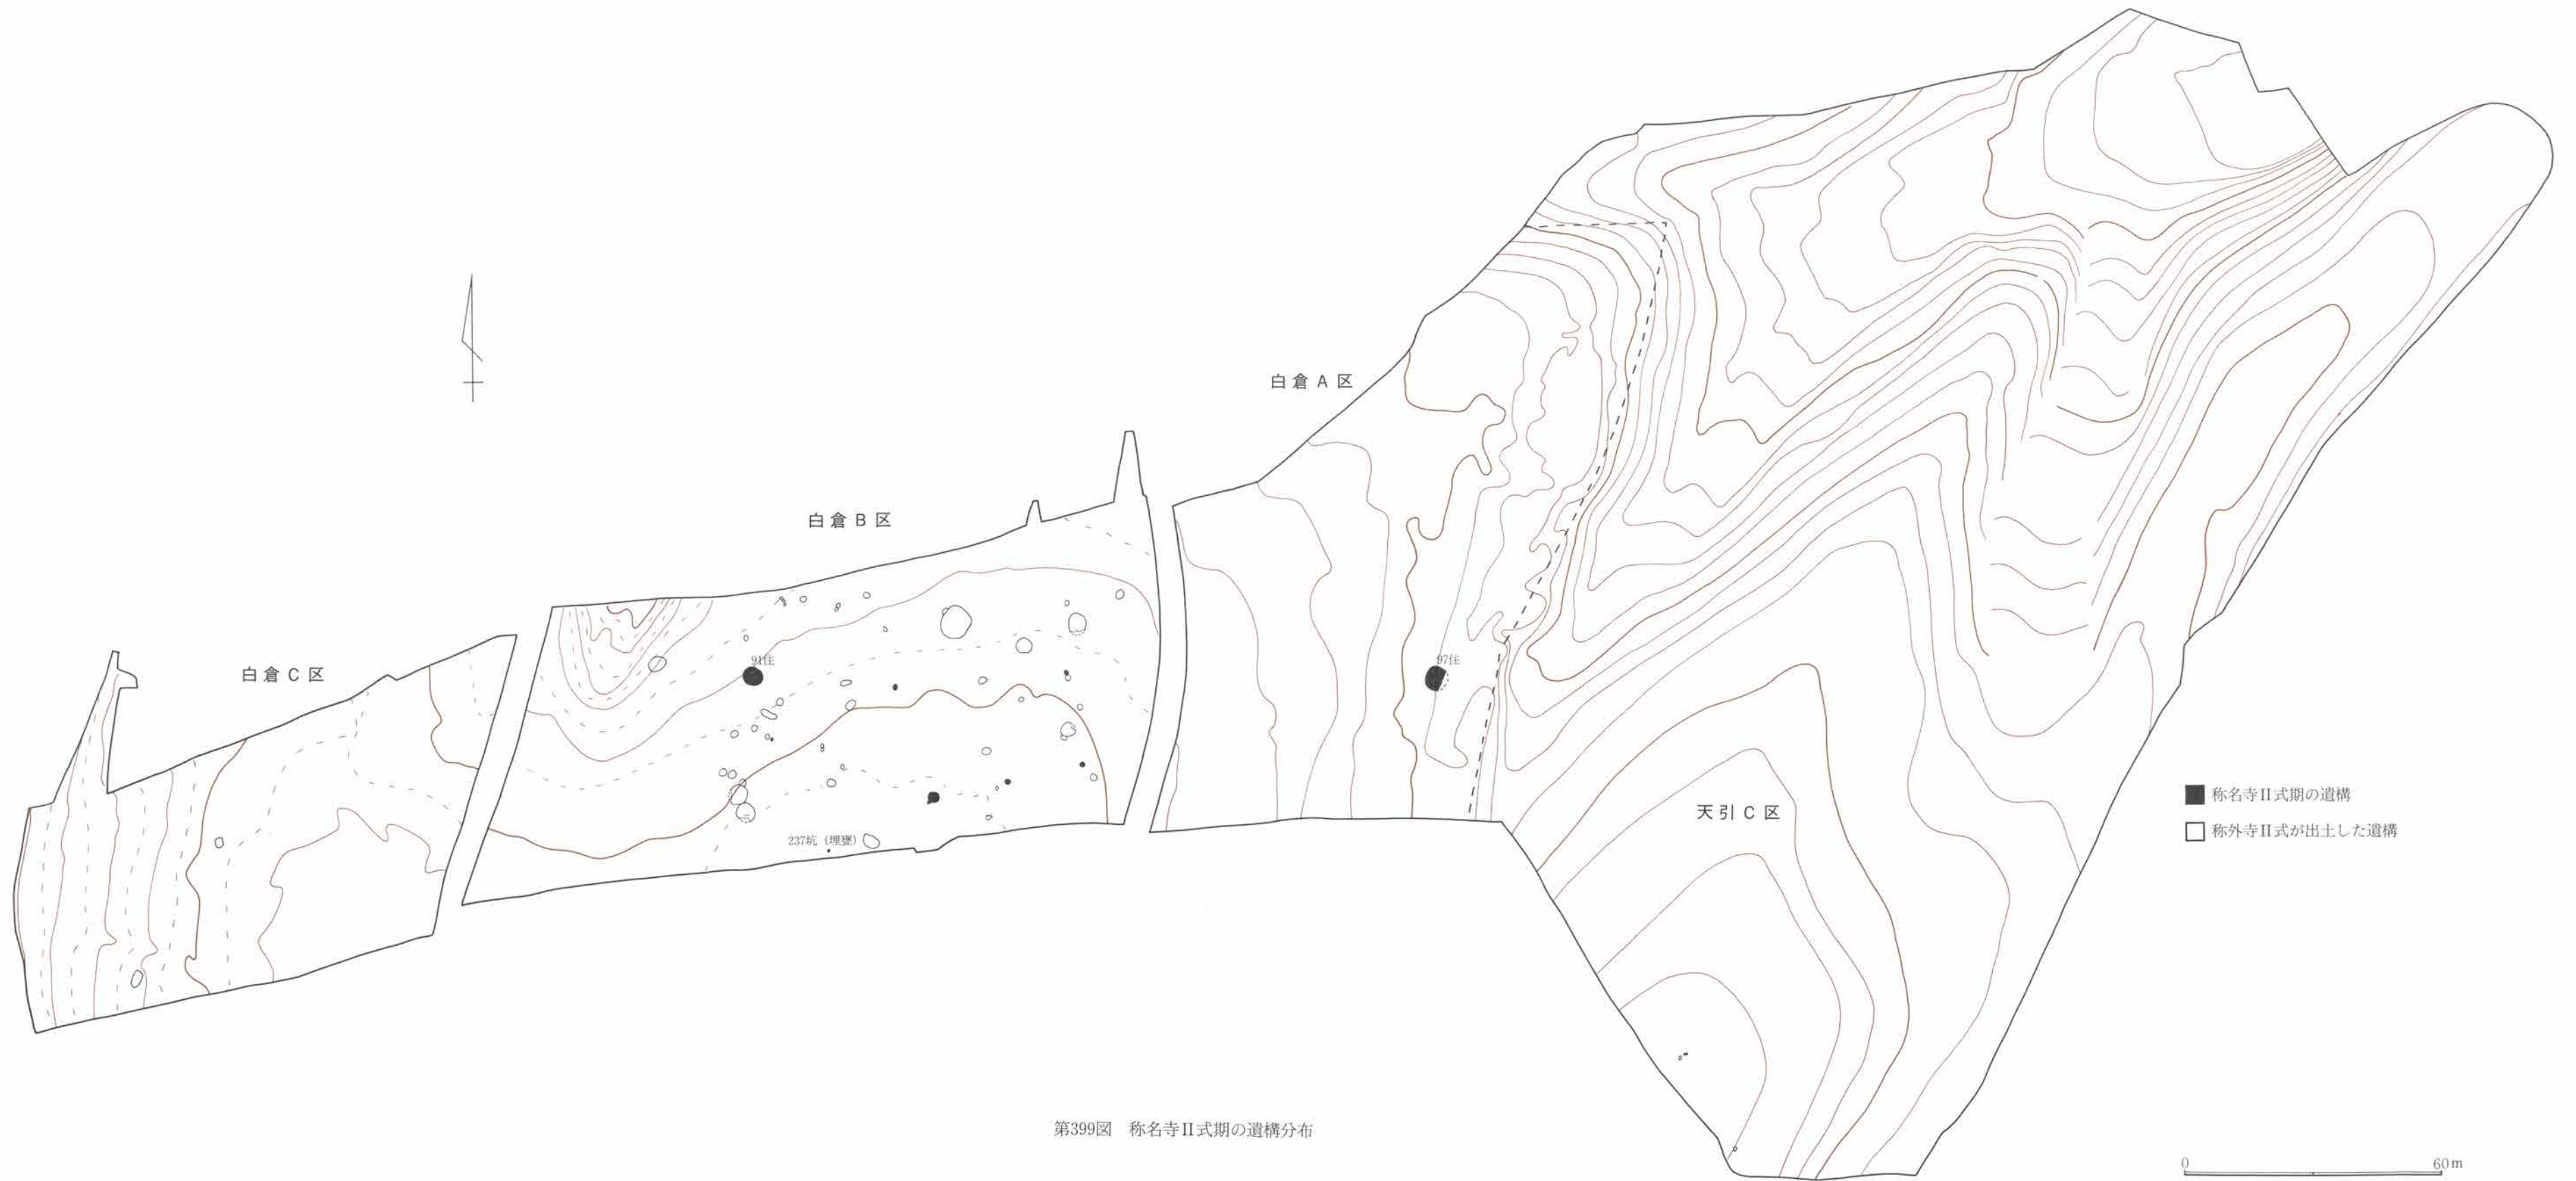 白倉A区
白倉B区
白倉C区
91住
97住
237坑（埋甕）
天引C区
称名寺Ⅱ式期の遺構
称外寺Ⅱ式が出土した遺構
第399図　称名寺Ⅱ式期の遺構分布
0　60m